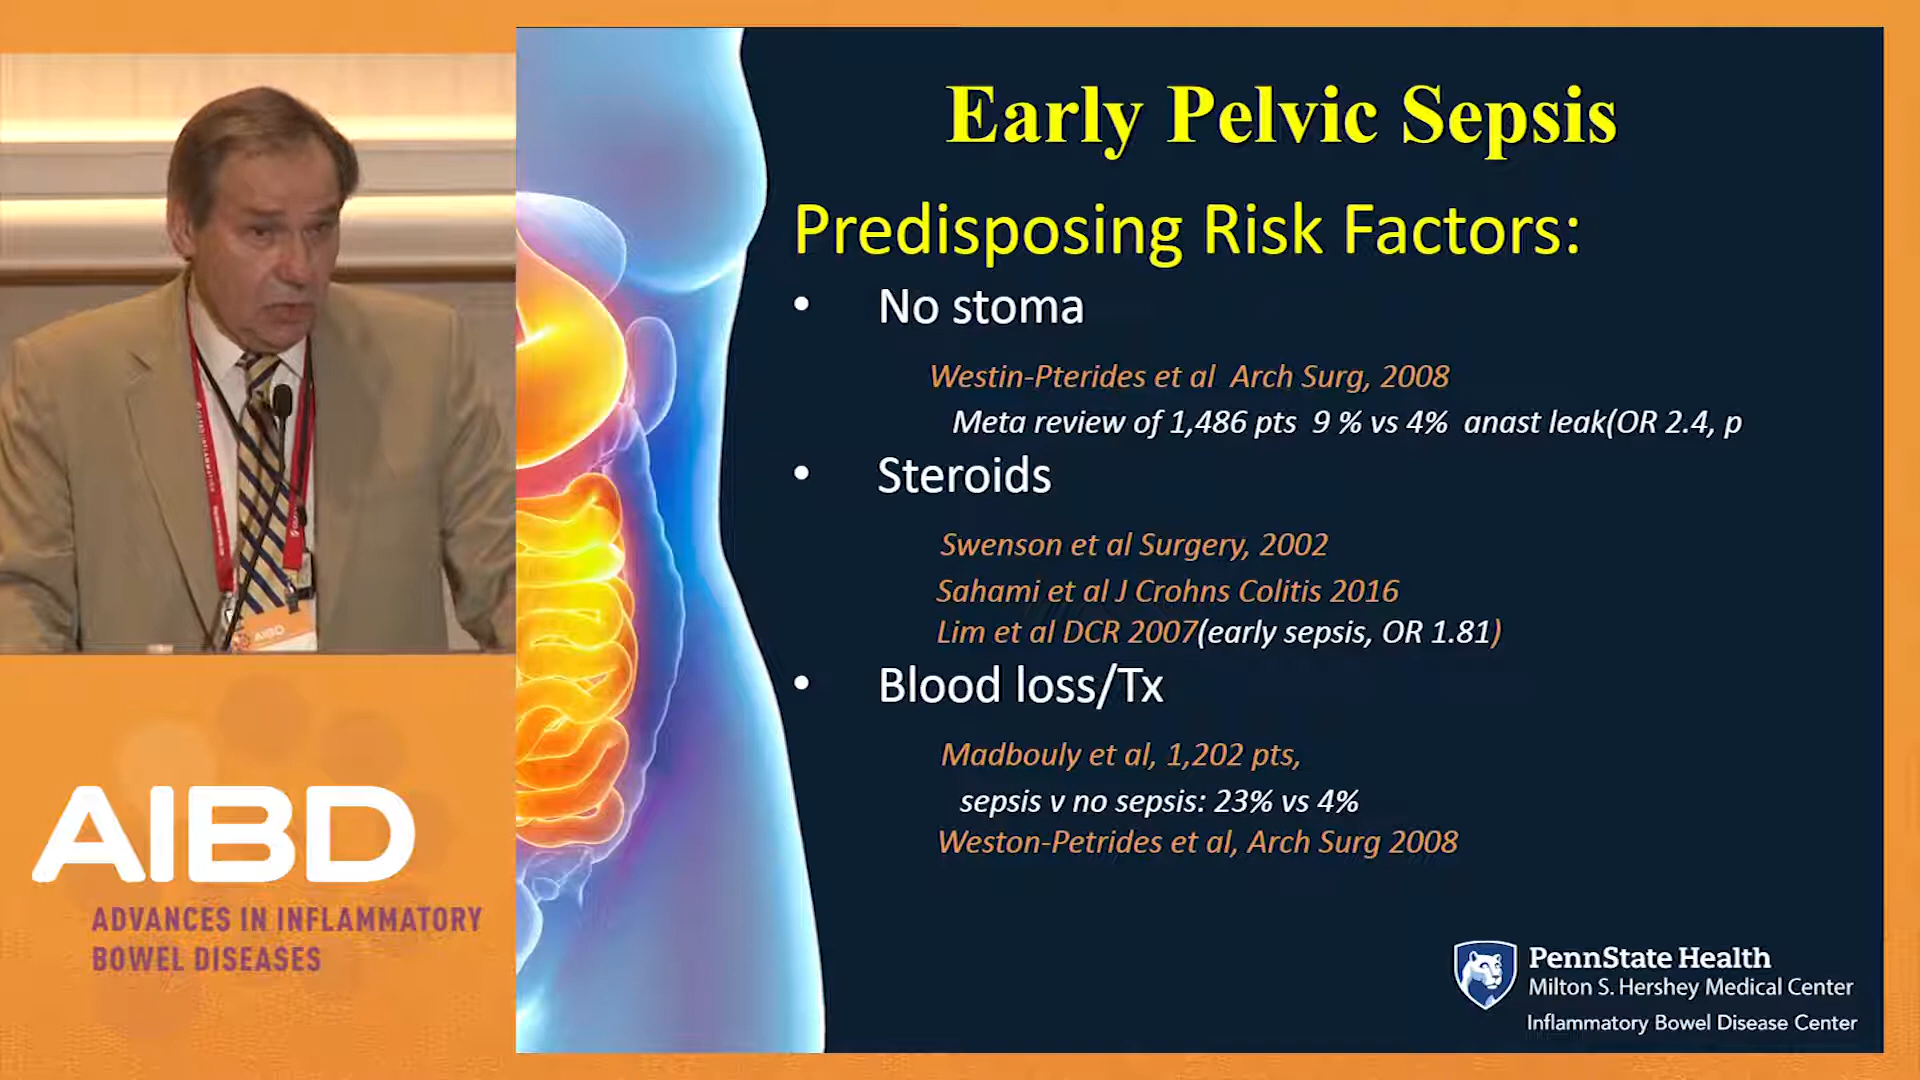 Early Pelvic Sepsis
Predisposing Risk Factors:
• No stoma
Westin-Pterides et al Arch Surg, 2008
Meta review of 1,486 pts 9 % vs 4% anast leak(OR 2.4, p
• Steroids
Swenson et al Surgery, 2002
Sahami et al J Crohns Colitis 2016
Lim et al DCR 2007(early sepsis, OR 1.81)
• Blood loss/Tx
Madbouly et al, 1,202 pts,
sepsis v no sepsis: 23% vs 4%
Weston-Petrides et al, Arch Surg 2008
PennState Health
Milton S. Hershey Medical Center
Inflammatory Bowel Disease Center
AIBD
AIBD
ADVANCES IN INFLAMMATORY
BOWEL DISEASES